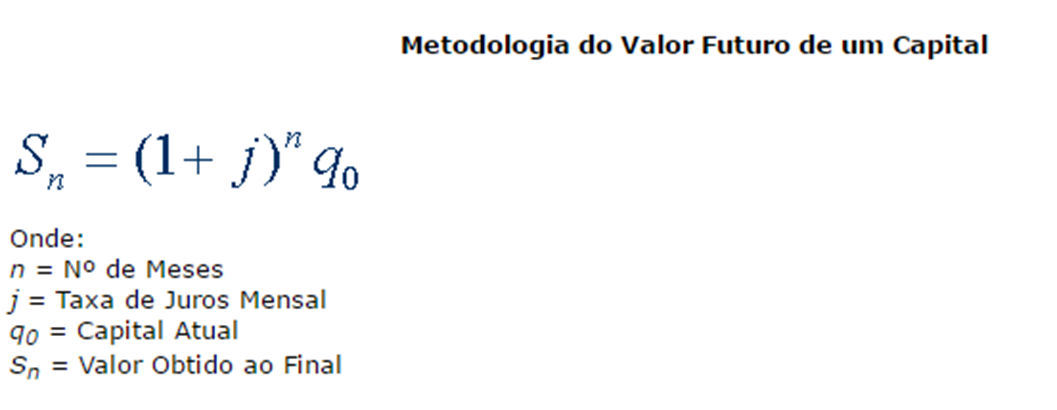 Metodologia do Valor Futuro de um Capital
Sₙ = (1+ j)ⁿ q₀
Onde:
n = Nº de Meses
j = Taxa de Juros Mensal
q₀ = Capital Atual
Sₙ = Valor Obtido ao Final